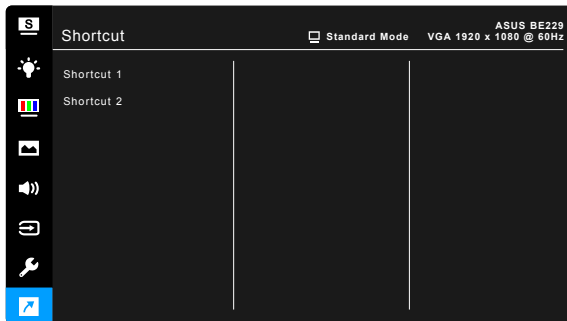 S
Shortcut
Standard Mode
ASUS BE229
VGA 1920 x 1080 @ 60Hz
Shortcut 1
Shortcut 2